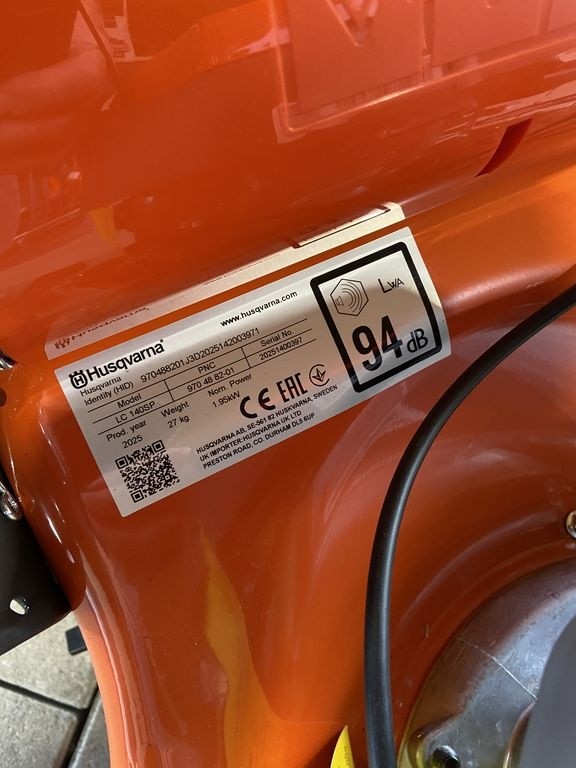 www.husqvarna.com
Husqvarna
Husqvarna
Identity (HID) 970488201J3D2025142003971
Model PNC Serial No.
LC 140SP 970 48 82-01 20251400397
Prod. year Weight Nom. Power
2025 27 kg 1.95kW
CE EAC
HUSQVARNA AB, SE-561 82 HUSKVARNA, SWEDEN
UK IMPORTER:HUSQVARNA UK LTD
PRESTON ROAD, CO. DURHAM DL5 6UP
LWA
94 dB